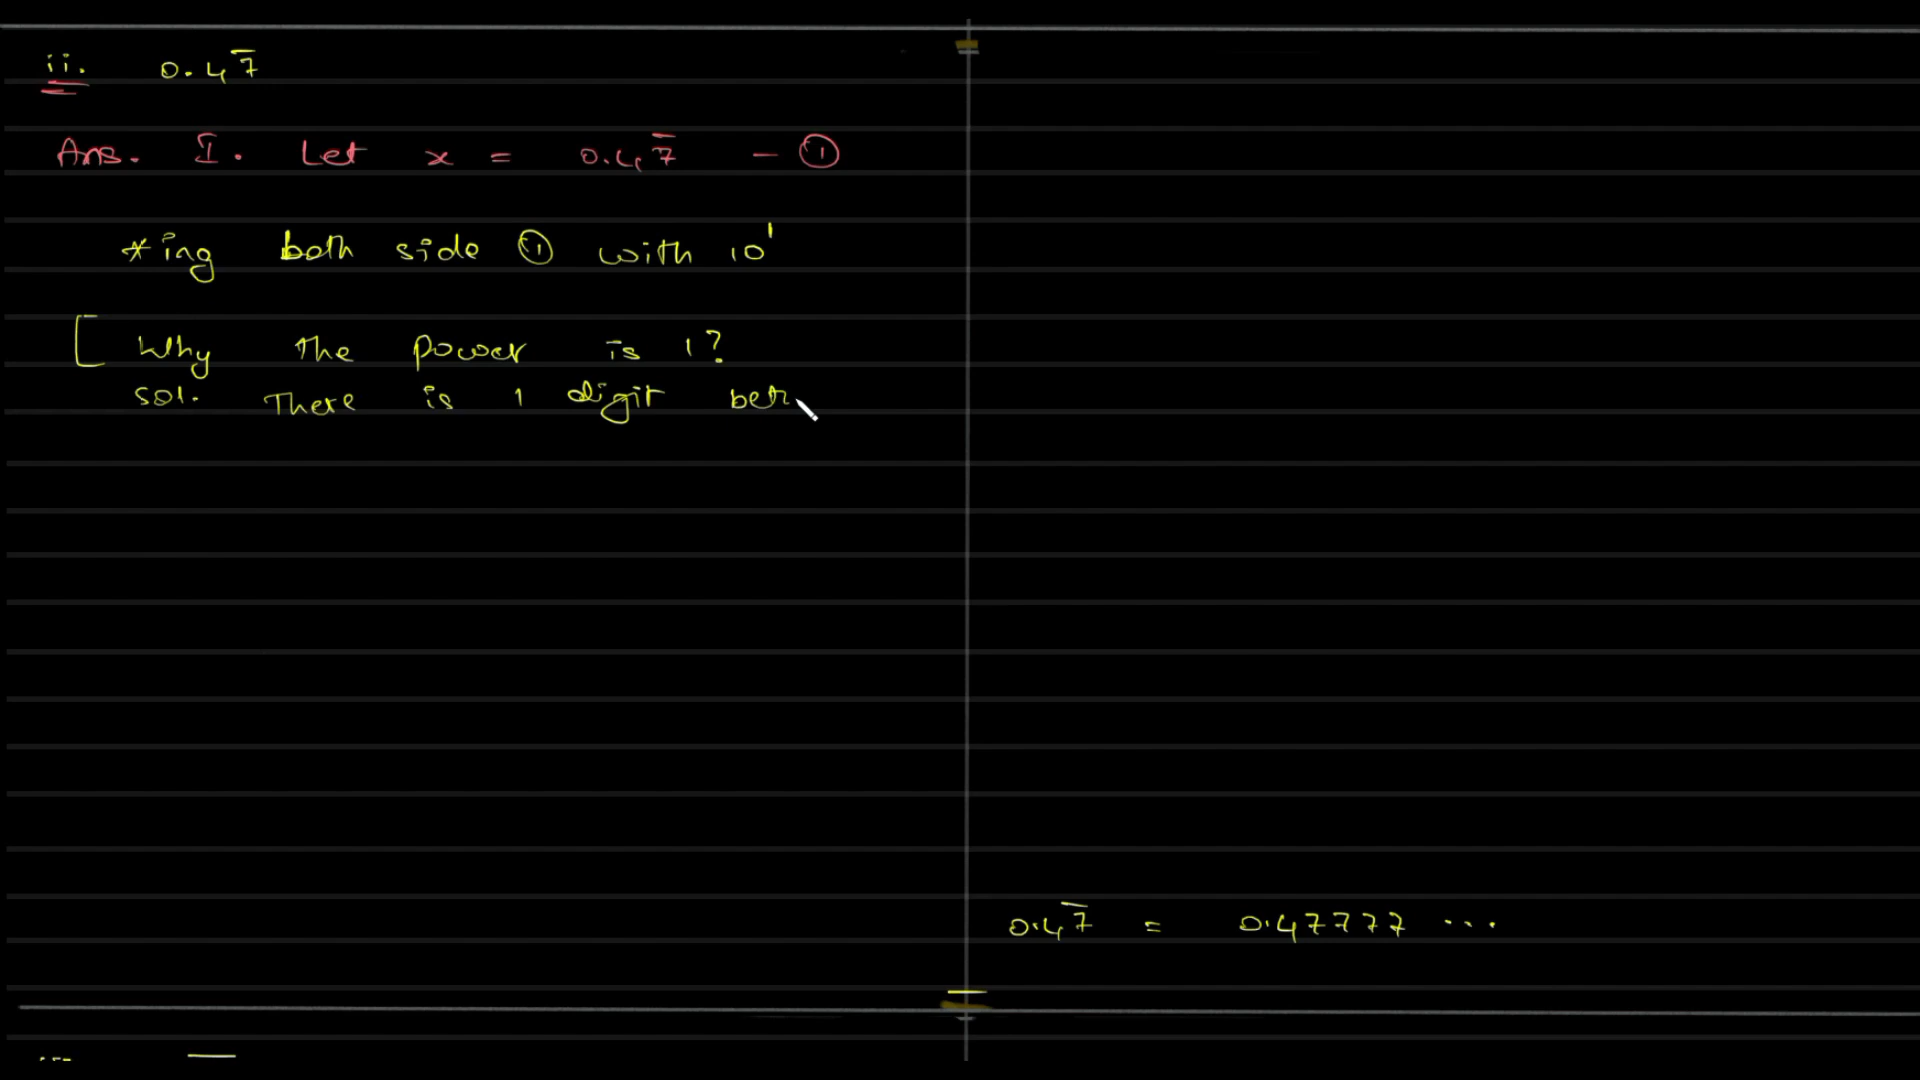 ii. 0.47̅
Ans. I. Let x = 0.47̅ - ①
*ing both side ① with 10¹
[ Why the power is 1?
sol. There is 1 digit betw
0.47̅ = 0.47777 ...